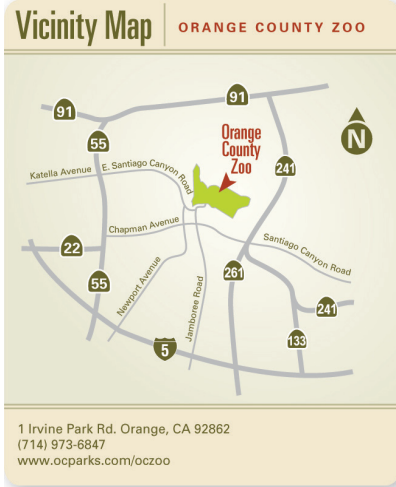 Vicinity Map
ORANGE COUNTY ZOO
91
91
55
N
Orange
County
Zoo
241
Katella Avenue
E. Santiago Canyon Road
Chapman Avenue
Santiago Canyon Road
22
55
Newport Avenue
Jamboree Road
261
241
133
5
1 Irvine Park Rd. Orange, CA 92862
(714) 973-6847
www.ocparks.com/oczoo